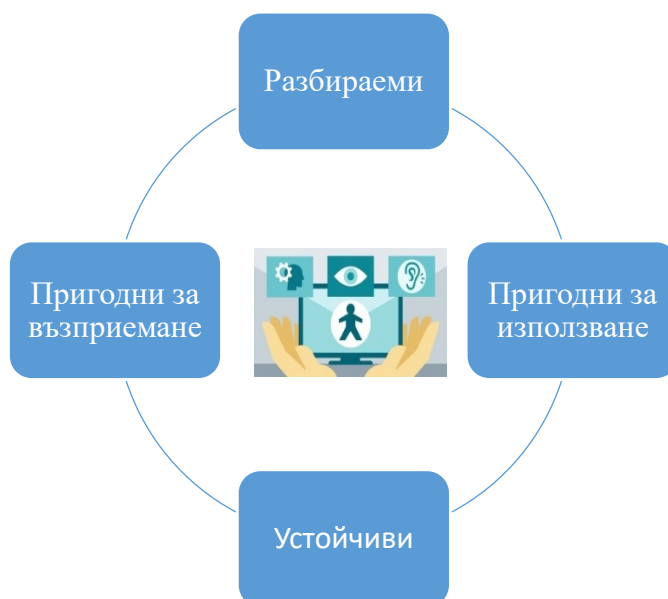 Разбираеми
Пригодни за
възприемане
Пригодни за
използване
Устойчиви